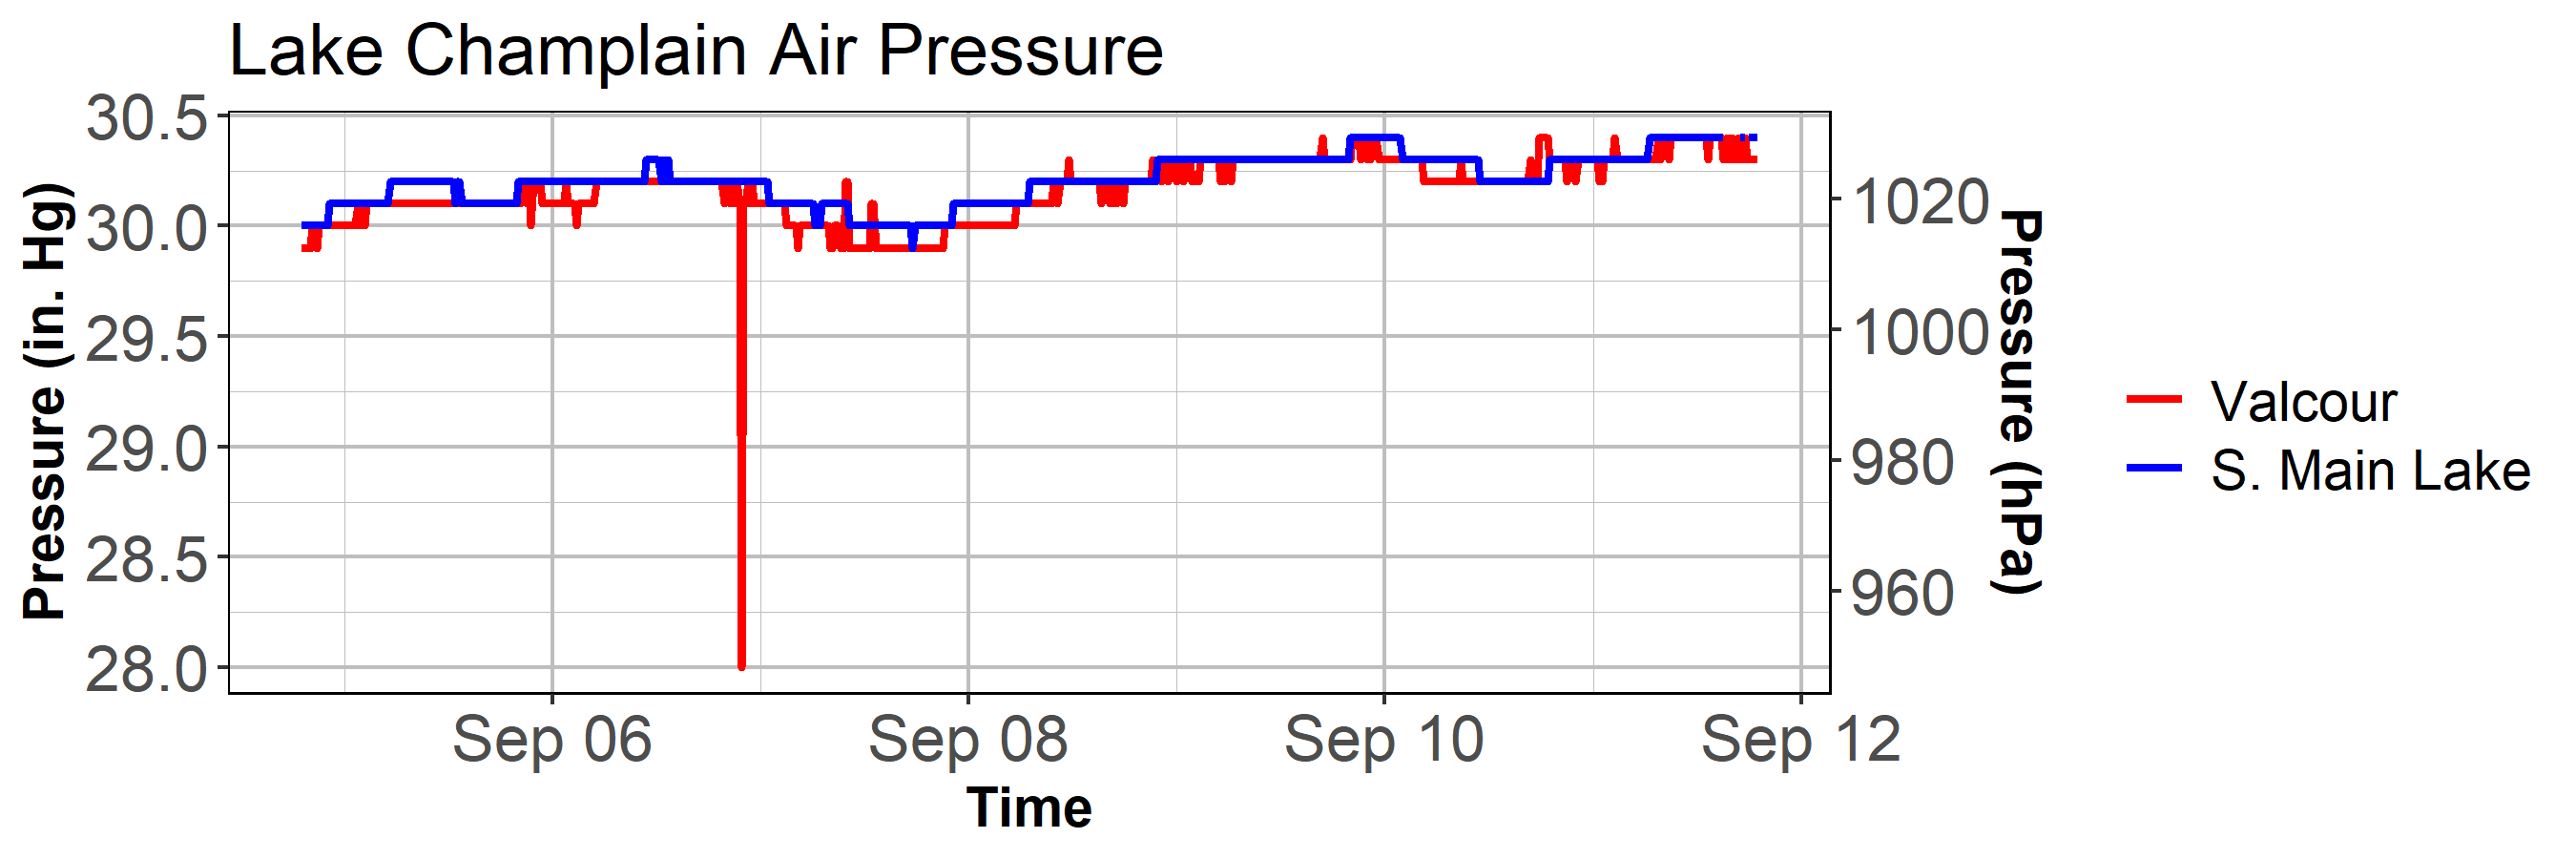 Lake Champlain Air Pressure
Pressure (in. Hg)
30.5
30.0
29.5
29.0
28.5
28.0
1020
1000
980
960
Pressure (hPa)
Sep 06
Sep 08
Sep 10
Sep 12
Time
Valcour
S. Main Lake